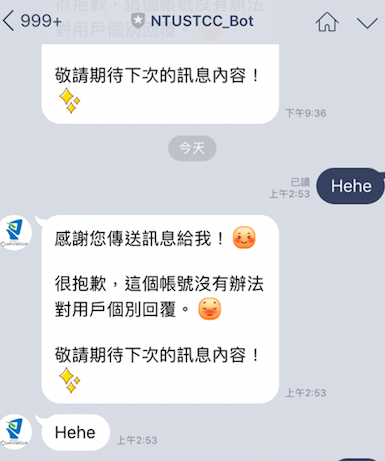 999+
NTUSTCC_Bot
很抱歉，這個帳號沒有辦法
對用戶個別回覆。
敬請期待下次的訊息內容！
下午9:36
今天
已讀
上午2:53
Hehe
感謝您傳送訊息給我！
很抱歉，這個帳號沒有辦法
對用戶個別回覆。
敬請期待下次的訊息內容！
上午2:53
Hehe
上午2:53